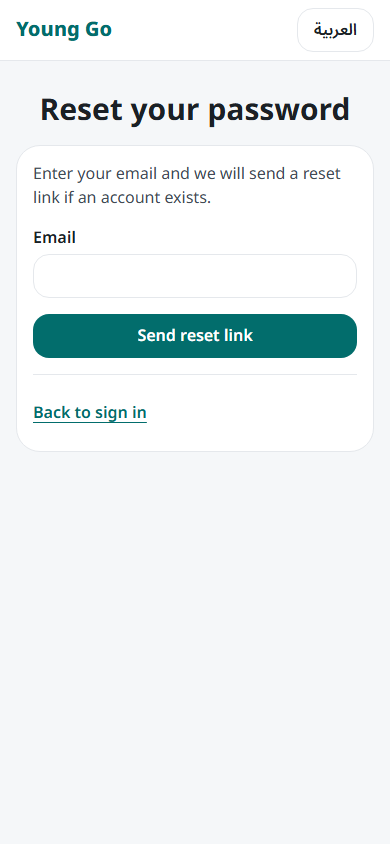 Young Go
العربية
Reset your password
Enter your email and we will send a reset
link if an account exists.
Email
Send reset link
Back to sign in